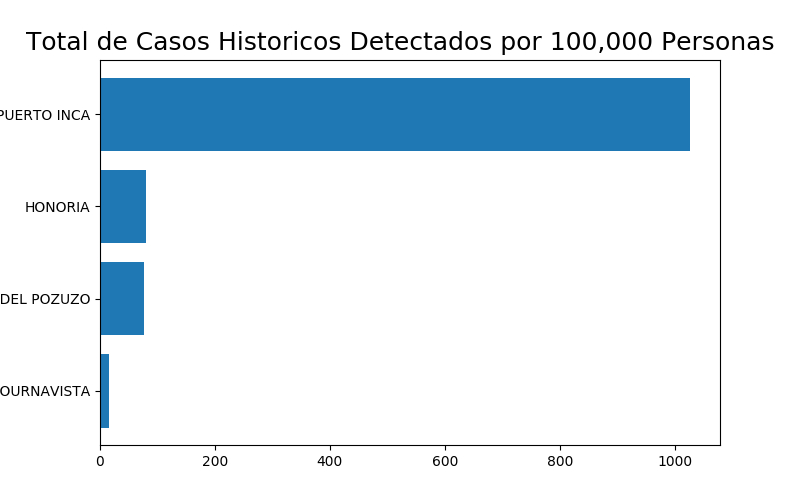 Total de Casos Historicos Detectados por 100,000 Personas
PUERTO INCA
HONORIA
DEL POZUZO
OURNAVISTA
0 200 400 600 800 1000